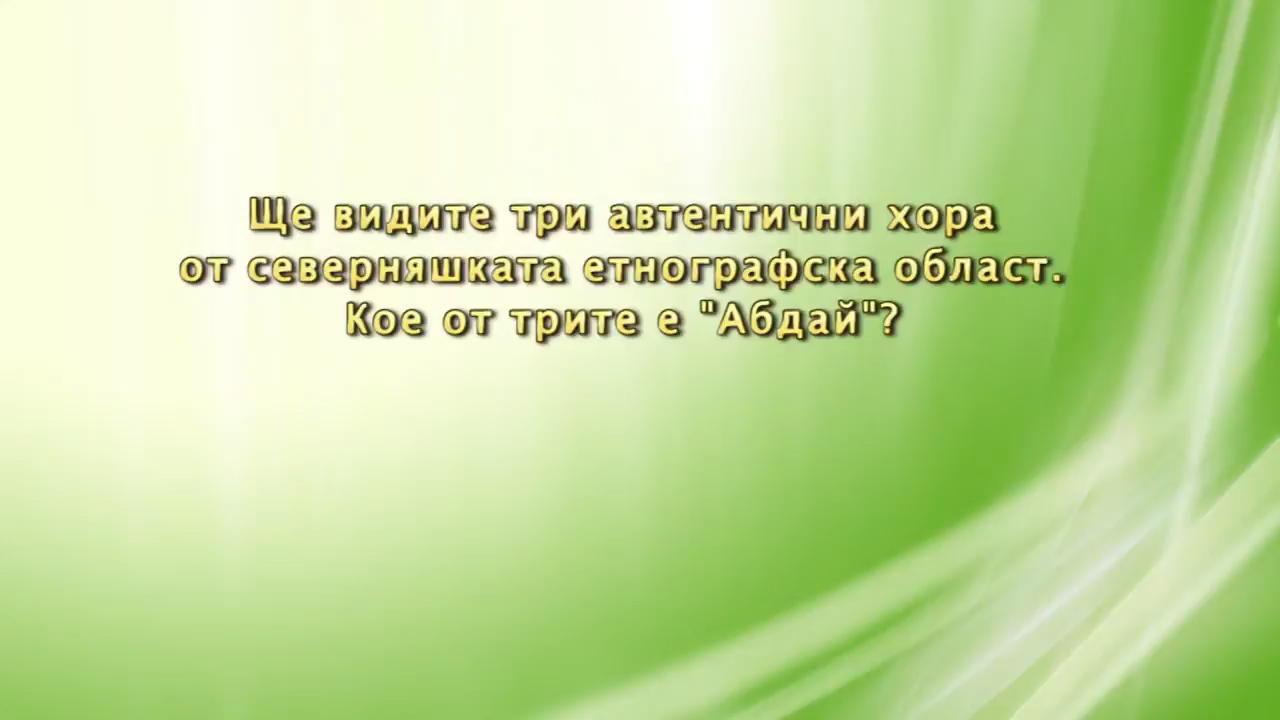 Ще видите три автентични хора
от северняшката етнографска област.
Кое от трите е "Абдай"?